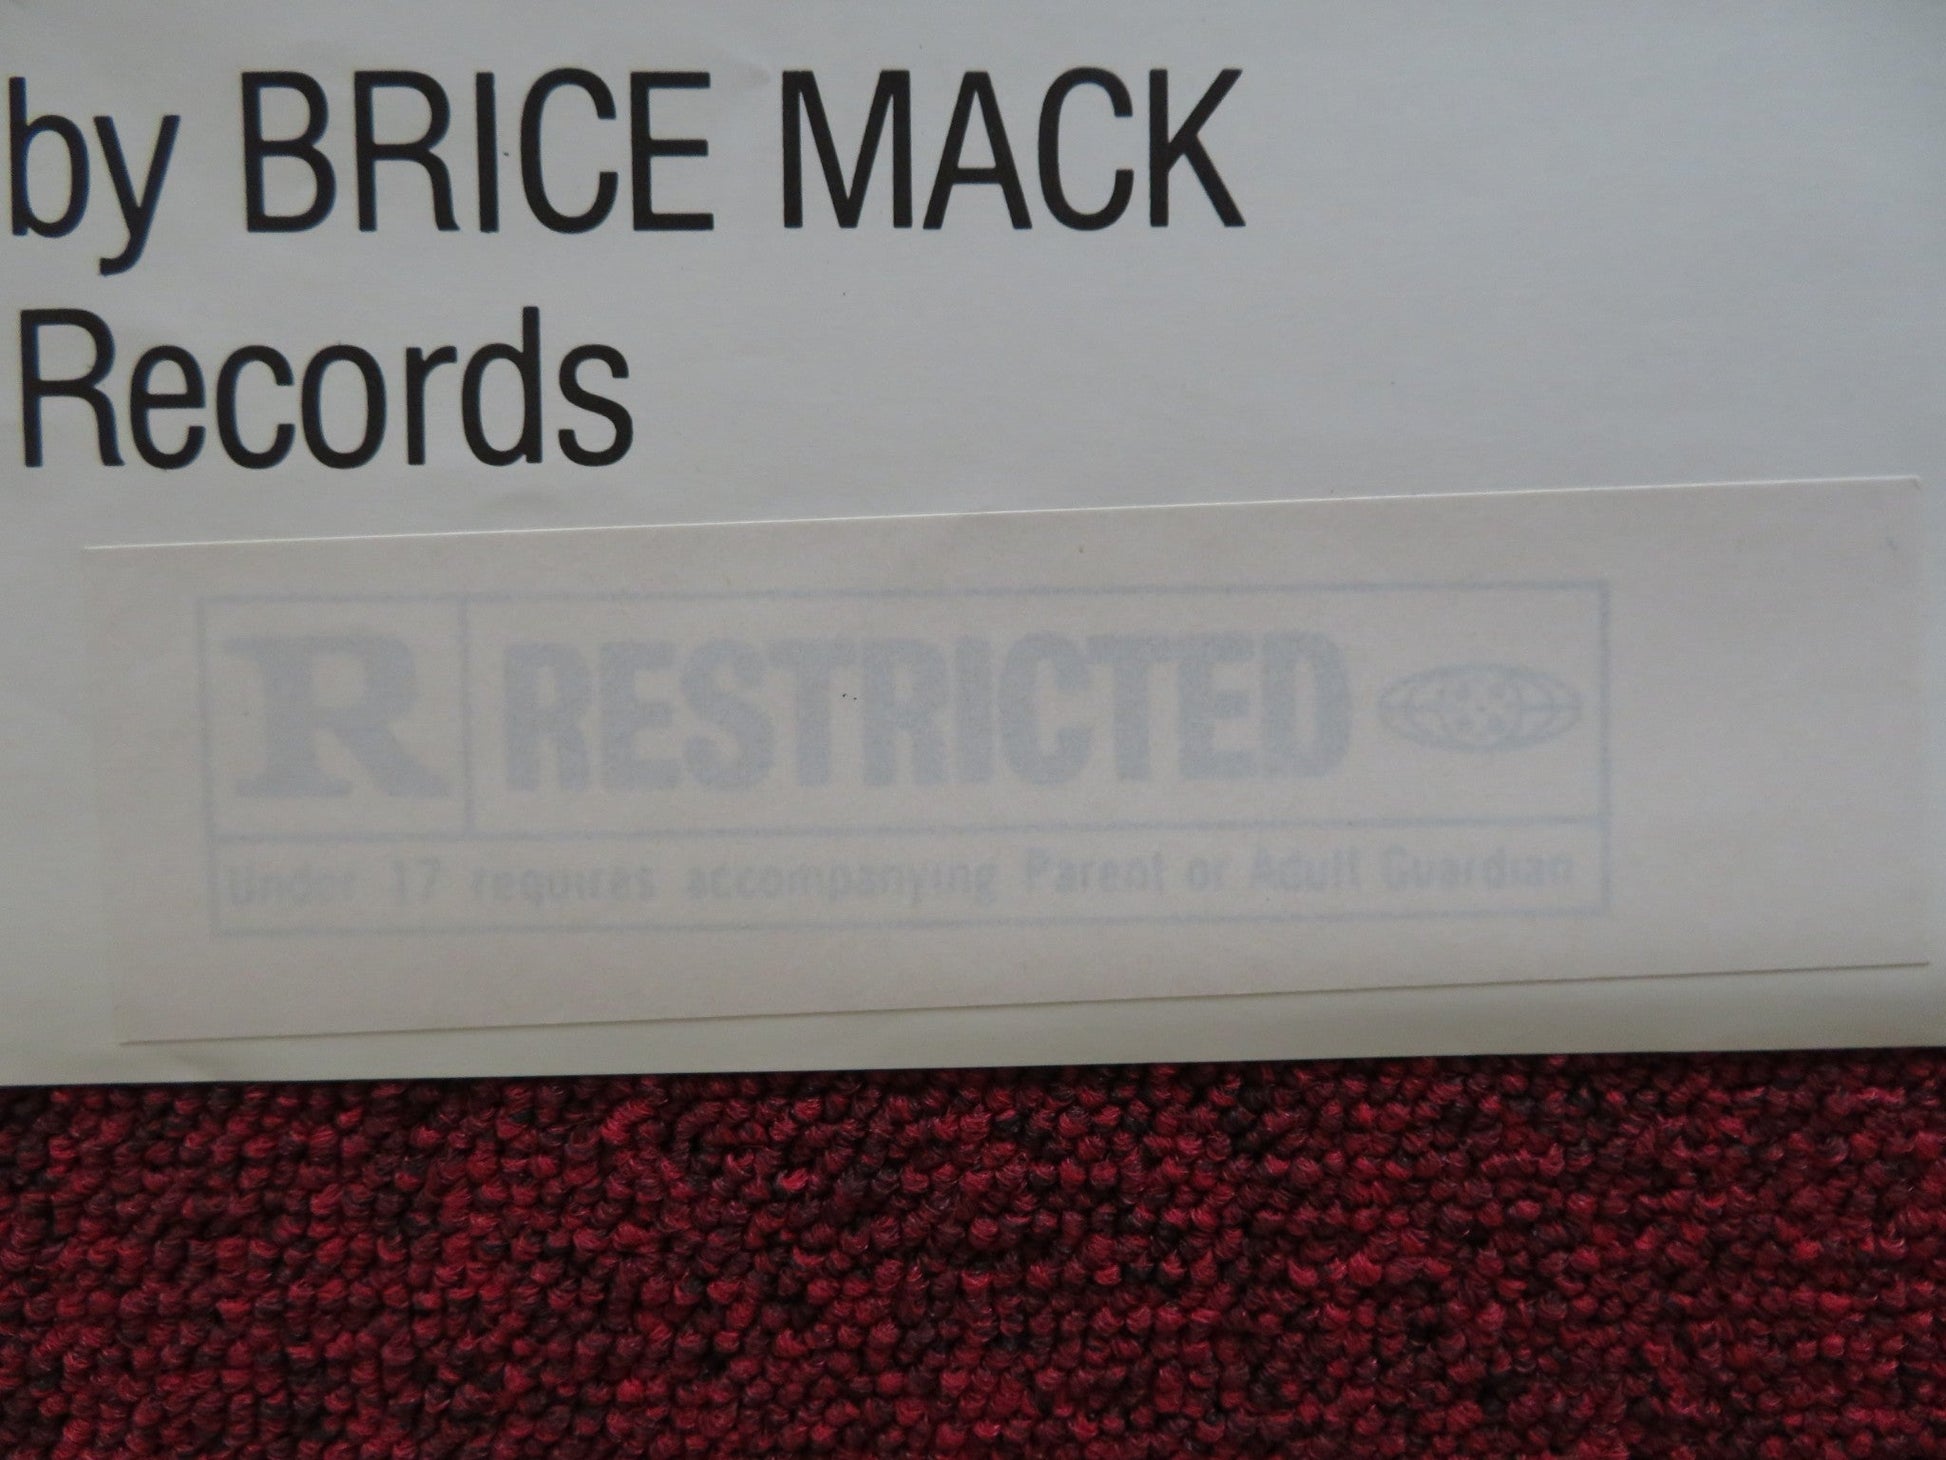 by BRICE MACK
Records
R RESTRICTED
Under 17 requires accompanying Parent or Adult Guardian